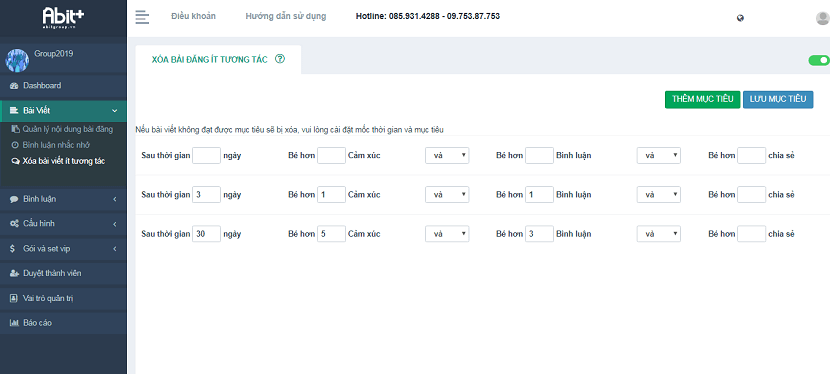 Abit+
abitgroup.vn
Điều khoản
Hướng dẫn sử dụng
Hotline: 085.931.4288 - 09.753.87.753
Group2019
Dashboard
Bài Viết
Quản lý nội dung bài đăng
Bình luận nhắc nhở
Xóa bài viết ít tương tác
Bình luận
Cấu hình
Gói và set vip
Duyệt thành viên
Vai trò quản trị
Báo cáo
XÓA BÀI ĐĂNG ÍT TƯƠNG TÁC
THÊM MỤC TIÊU LƯU MỤC TIÊU
Nếu bài viết không đạt được mục tiêu sẽ bị xóa, vui lòng cài đặt mốc thời gian và mục tiêu
Sau thời gian ngày Bé hơn Cảm xúc và Bé hơn Bình luận và Bé hơn chia sẻ
Sau thời gian 3 ngày Bé hơn 1 Cảm xúc và Bé hơn 1 Bình luận và Bé hơn chia sẻ
Sau thời gian 30 ngày Bé hơn 5 Cảm xúc và Bé hơn 3 Bình luận và Bé hơn chia sẻ